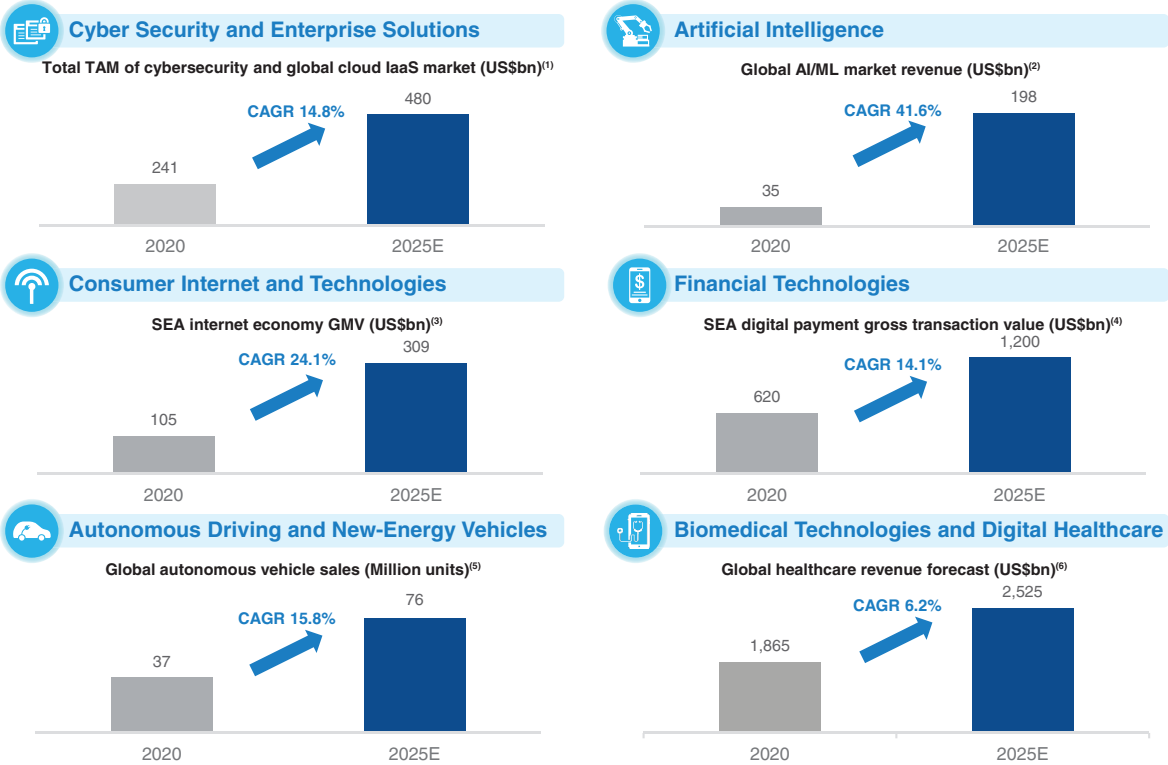 Cyber Security and Enterprise Solutions
Total TAM of cybersecurity and global cloud IaaS market (US$bn)(1)
CAGR 14.8%
480
241
2020
2025E
Artificial Intelligence
Global AI/ML market revenue (US$bn)(2)
CAGR 41.6%
198
35
2020
2025E
Consumer Internet and Technologies
SEA internet economy GMV (US$bn)(3)
309
CAGR 24.1%
105
2020
2025E
$
Financial Technologies
SEA digital payment gross transaction value (US$bn)(4)
1,200
CAGR 14.1%
620
2020
2025E
Autonomous Driving and New-Energy Vehicles
Global autonomous vehicle sales (Million units)(5)
76
CAGR 15.8%
37
2020
2025E
Biomedical Technologies and Digital Healthcare
Global healthcare revenue forecast (US$bn)(6)
2,525
CAGR 6.2%
1,865
2020
2025E